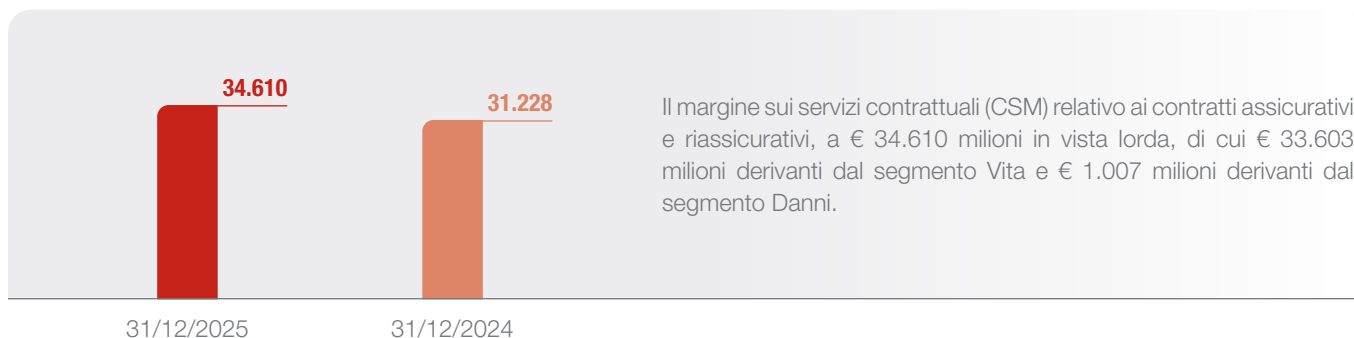 34.610
31.228
31/12/2025
31/12/2024
Il margine sui servizi contrattuali (CSM) relativo ai contratti assicurativi
e riassicurativi, a € 34.610 milioni in vista lorda, di cui € 33.603
milioni derivanti dal segmento Vita e € 1.007 milioni derivanti dal
segmento Danni.